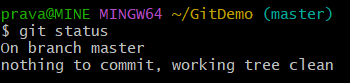 prava@MINE MINGW64 ~/GitDemo (master)
$ git status
On branch master
nothing to commit, working tree clean